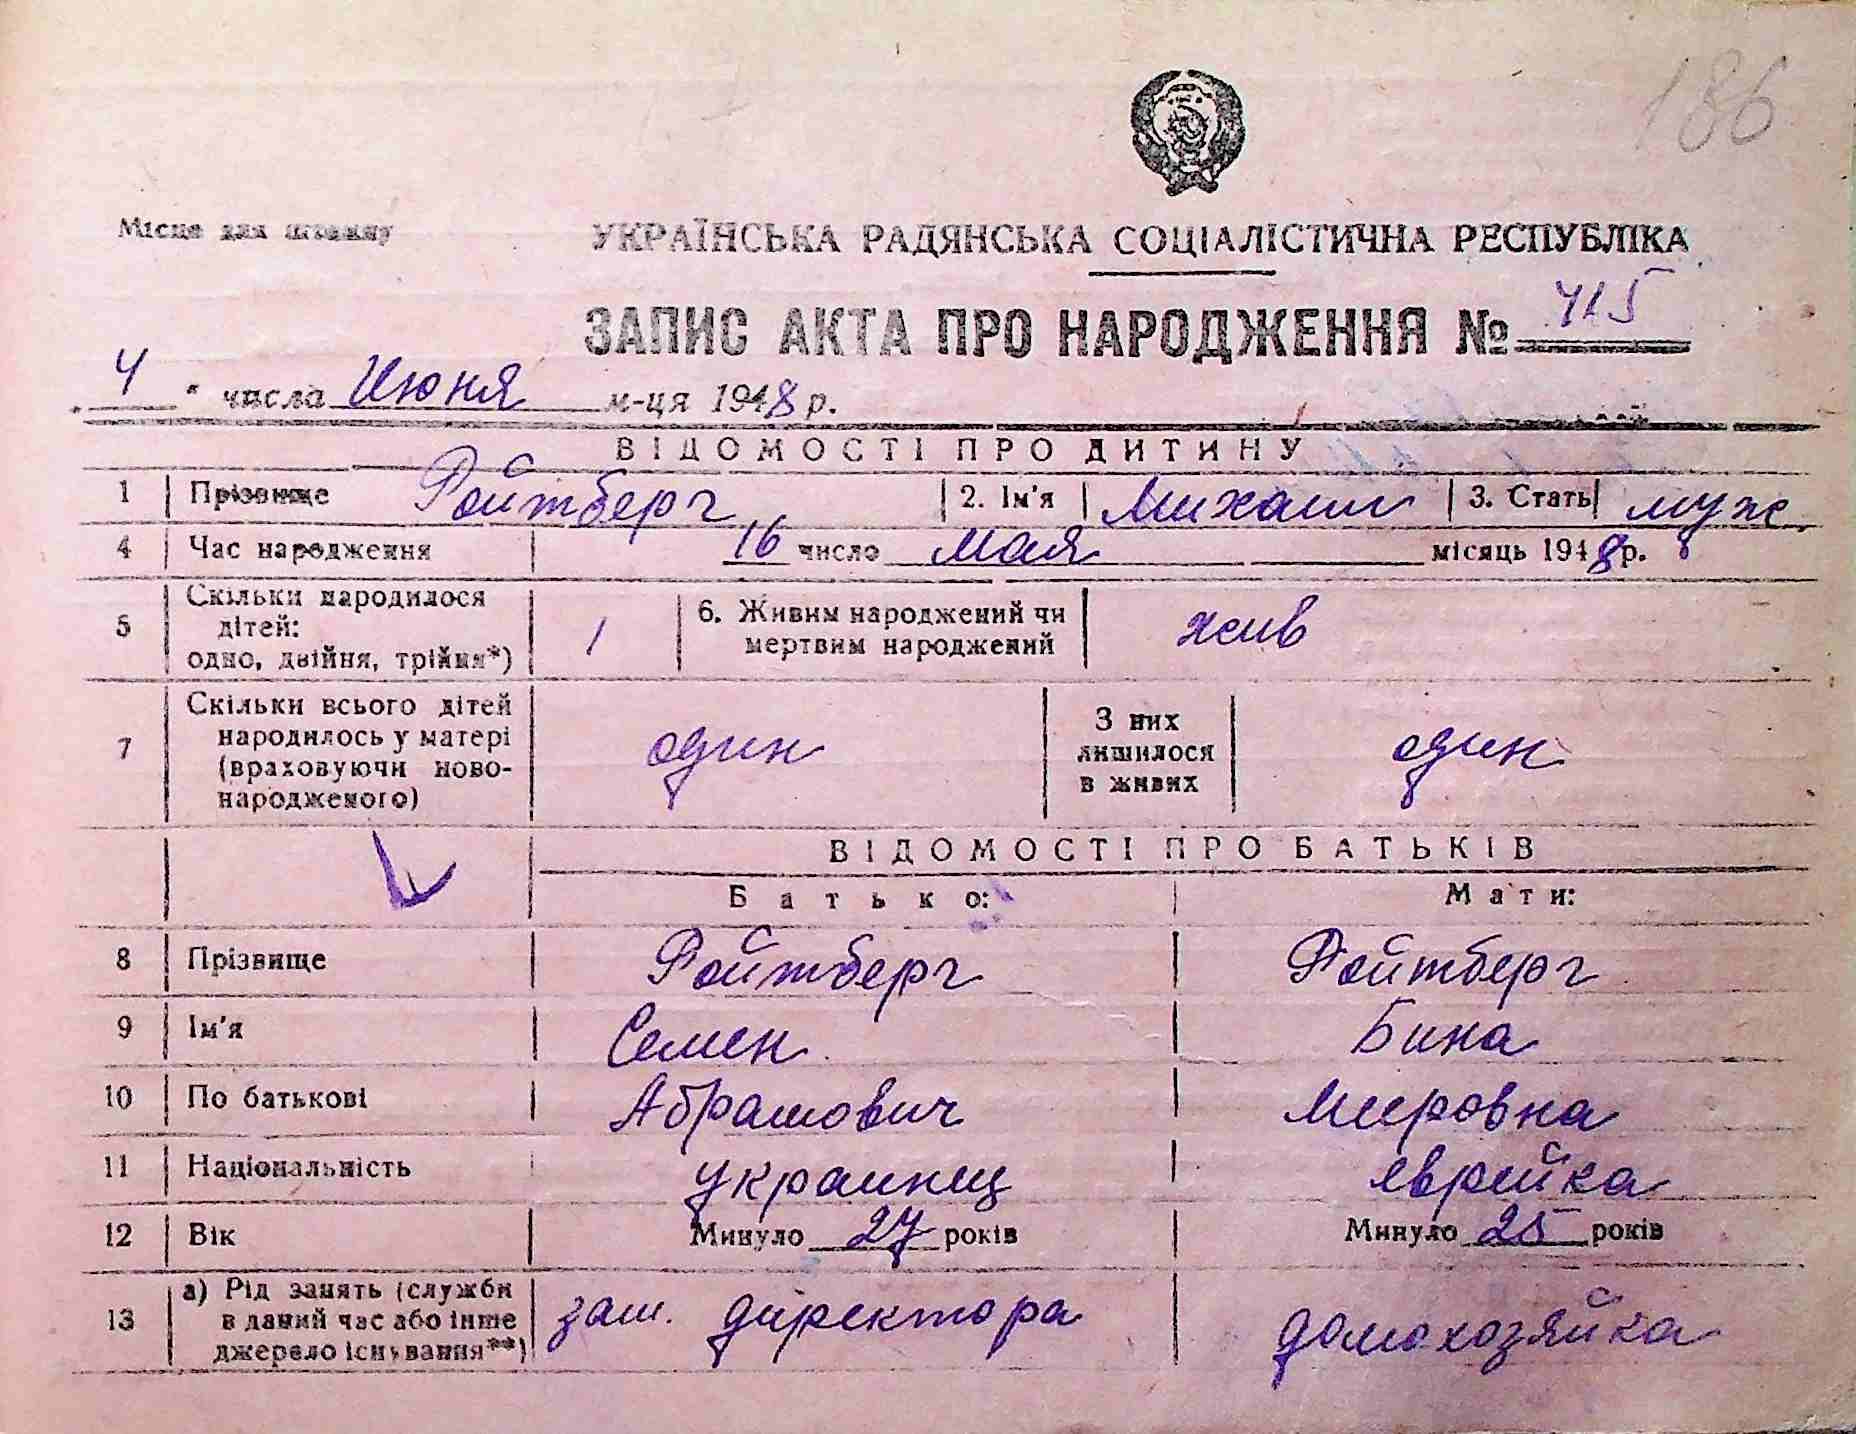 186
Місце для штампу
УКРАЇНСЬКА РАДЯНСЬКА СОЦІАЛІСТИЧНА РЕСПУБЛІКА
ЗАПИС АКТА ПРО НАРОДЖЕННЯ № 415
„4“ числа Июня м-ця 1948 р.
ВІДОМОСТІ ПРО ДИТИНУ
1 Прізвище Ройтберг 2. Ім'я Михаил 3. Стать муж.
4 Час народження 16 число мая місяць 1948 р.
5 Скільки народилося дітей: одно, двійня, трійня*) 1 6. Живим народжений чи мертвим народжений жив
7 Скільки всього дітей народилось у матері (враховуючи новонародженого) один З них лишилося в живих один
ВІДОМОСТІ ПРО БАТЬКІВ
Батько: Мати:
8 Прізвище Ройтберг Ройтберг
9 Ім'я Семен Бина
10 По батькові Абрамович Мееровна
11 Національність украинец еврейка
12 Вік Минуло 27 років Минуло 25 років
13 а) Рід занять (служби в даний час або інше джерело існування**) зам. директора домохозяйка